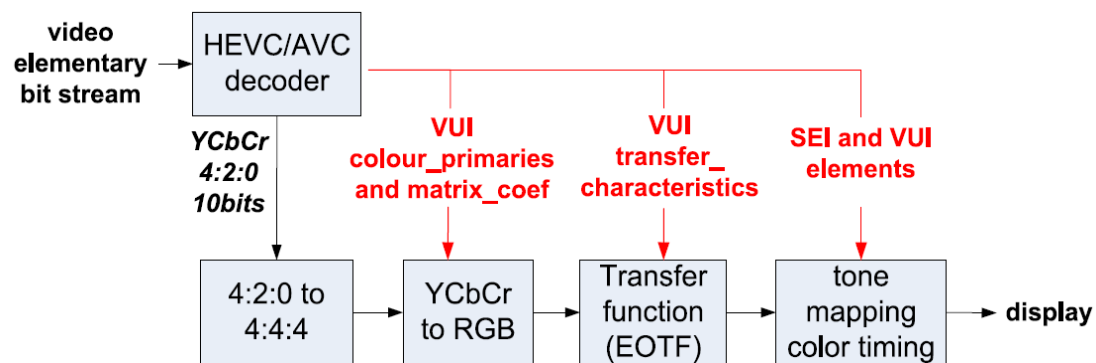 video
elementary
bit stream
HEVC/AVC
decoder
YCbCr
4:2:0
10bits
VUI
colour_primaries
and matrix_coef
VUI
transfer_
characteristics
SEI and VUI
elements
4:2:0 to
4:4:4
YCbCr
to RGB
Transfer
function
(EOTF)
tone
mapping
color timing
display